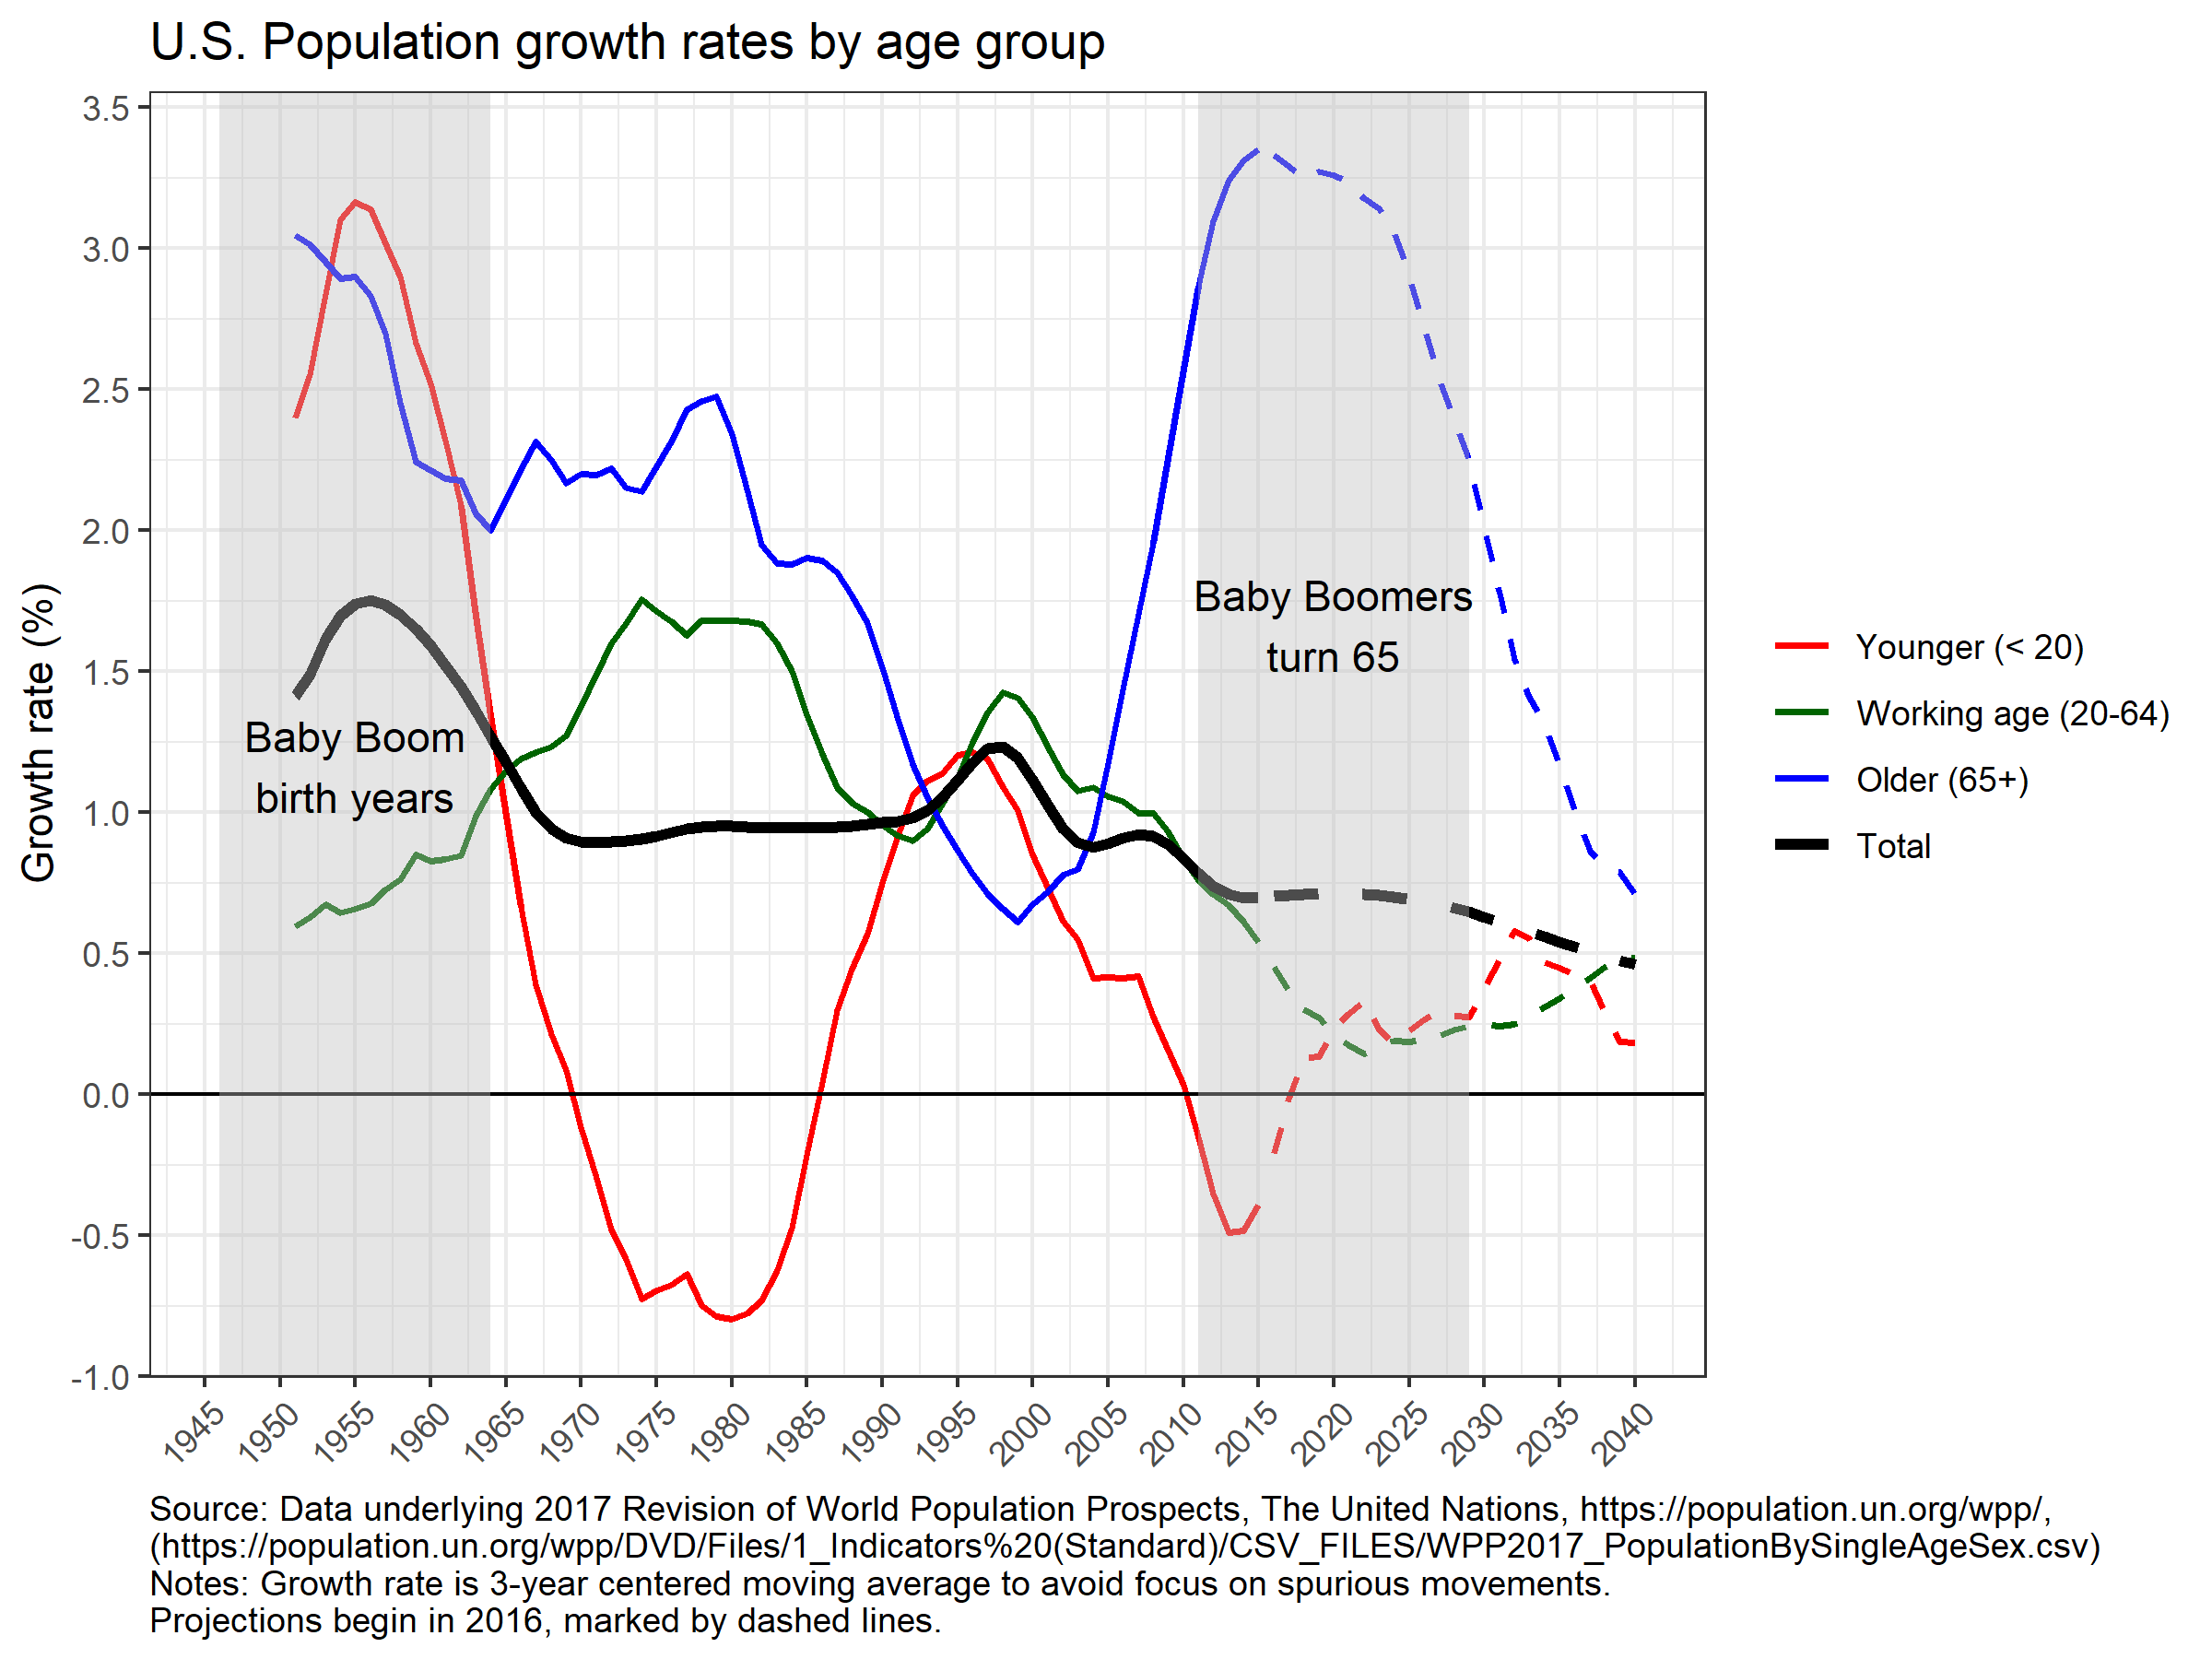 U.S. Population growth rates by age group
Growth rate (%)
3.5
3.0
2.5
2.0
1.5
1.0
0.5
0.0
-0.5
-1.0
Baby Boom
birth years
Baby Boomers
turn 65
Younger (< 20)
Working age (20-64)
Older (65+)
Total
1945
1950
1955
1960
1965
1970
1975
1980
1985
1990
1995
2000
2005
2010
2015
2020
2025
2030
2035
2040
Source: Data underlying 2017 Revision of World Population Prospects, The United Nations, https://population.un.org/wpp/,
(https://population.un.org/wpp/DVD/Files/1_Indicators%20(Standard)/CSV_FILES/WPP2017_PopulationBySingleAgeSex.csv)
Notes: Growth rate is 3-year centered moving average to avoid focus on spurious movements.
Projections begin in 2016, marked by dashed lines.